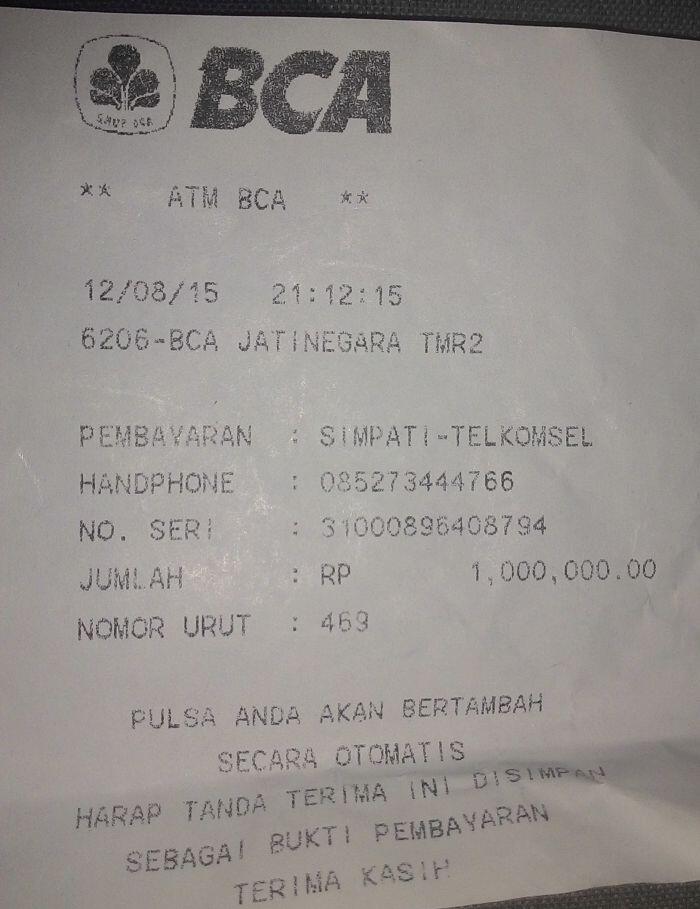 GRUP BCA
BCA
** ATM BCA **
12/08/15 21:12:15
6206-BCA JATINEGARA TMR2
PEMBAYARAN : SIMPATI-TELKOMSEL
HANDPHONE : 085273444766
NO. SERI : 31000896408794
JUMLAH : RP 1,000,000.00
NOMOR URUT : 469
PULSA ANDA AKAN BERTAMBAH
SECARA OTOMATIS
HARAP TANDA TERIMA INI DISIMPAN
SEBAGAI BUKTI PEMBAYARAN
TERIMA KASIH